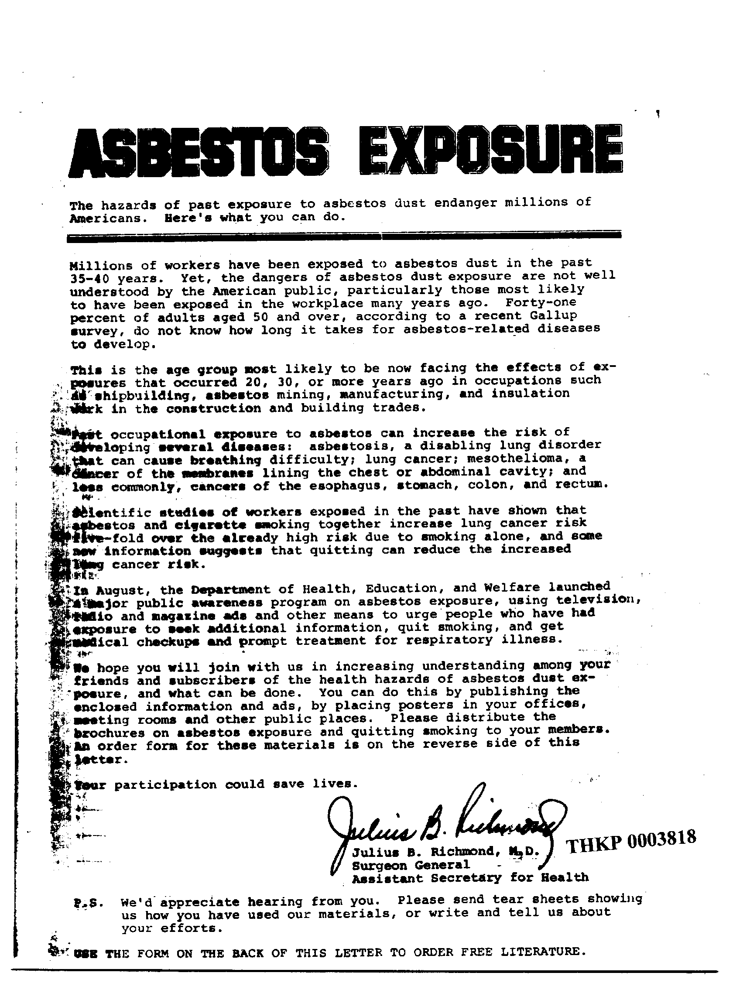 ASBESTOS EXPOSURE
The hazards of past exposure to asbestos dust endanger millions of
Americans. Here's what you can do.
Millions of workers have been exposed to asbestos dust in the past
35-40 years. Yet, the dangers of asbestos dust exposure are not well
understood by the American public, particularly those most likely
to have been exposed in the workplace many years ago. Forty-one
percent of adults aged 50 and over, according to a recent Gallup
survey, do not know how long it takes for asbestos-related diseases
to develop.
This is the age group most likely to be now facing the effects of ex-
posures that occurred 20, 30, or more years ago in occupations such
as shipbuilding, asbestos mining, manufacturing, and insulation
work in the construction and building trades.
Past occupational exposure to asbestos can increase the risk of
developing several diseases: asbestosis, a disabling lung disorder
that can cause breathing difficulty; lung cancer; mesothelioma, a
cancer of the membranes lining the chest or abdominal cavity; and
less commonly, cancers of the esophagus, stomach, colon, and rectum.
Scientific studies of workers exposed in the past have shown that
asbestos and cigarette smoking together increase lung cancer risk
five-fold over the already high risk due to smoking alone, and some
new information suggests that quitting can reduce the increased
lung cancer risk.
In August, the Department of Health, Education, and Welfare launched
a major public awareness program on asbestos exposure, using television,
radio and magazine ads and other means to urge people who have had
exposure to seek additional information, quit smoking, and get
medical checkups and prompt treatment for respiratory illness.
We hope you will join with us in increasing understanding among your
friends and subscribers of the health hazards of asbestos dust ex-
posure, and what can be done. You can do this by publishing the
enclosed information and ads, by placing posters in your offices,
meeting rooms and other public places. Please distribute the
brochures on asbestos exposure and quitting smoking to your members.
An order form for these materials is on the reverse side of this
letter.
Your participation could save lives.
Julius B. Richmond
Julius B. Richmond, M.D.
THKP 0003818
Surgeon General
Assistant Secretary for Health
P.S. We'd appreciate hearing from you. Please send tear sheets showing
us how you have used our materials, or write and tell us about
your efforts.
USE THE FORM ON THE BACK OF THIS LETTER TO ORDER FREE LITERATURE.